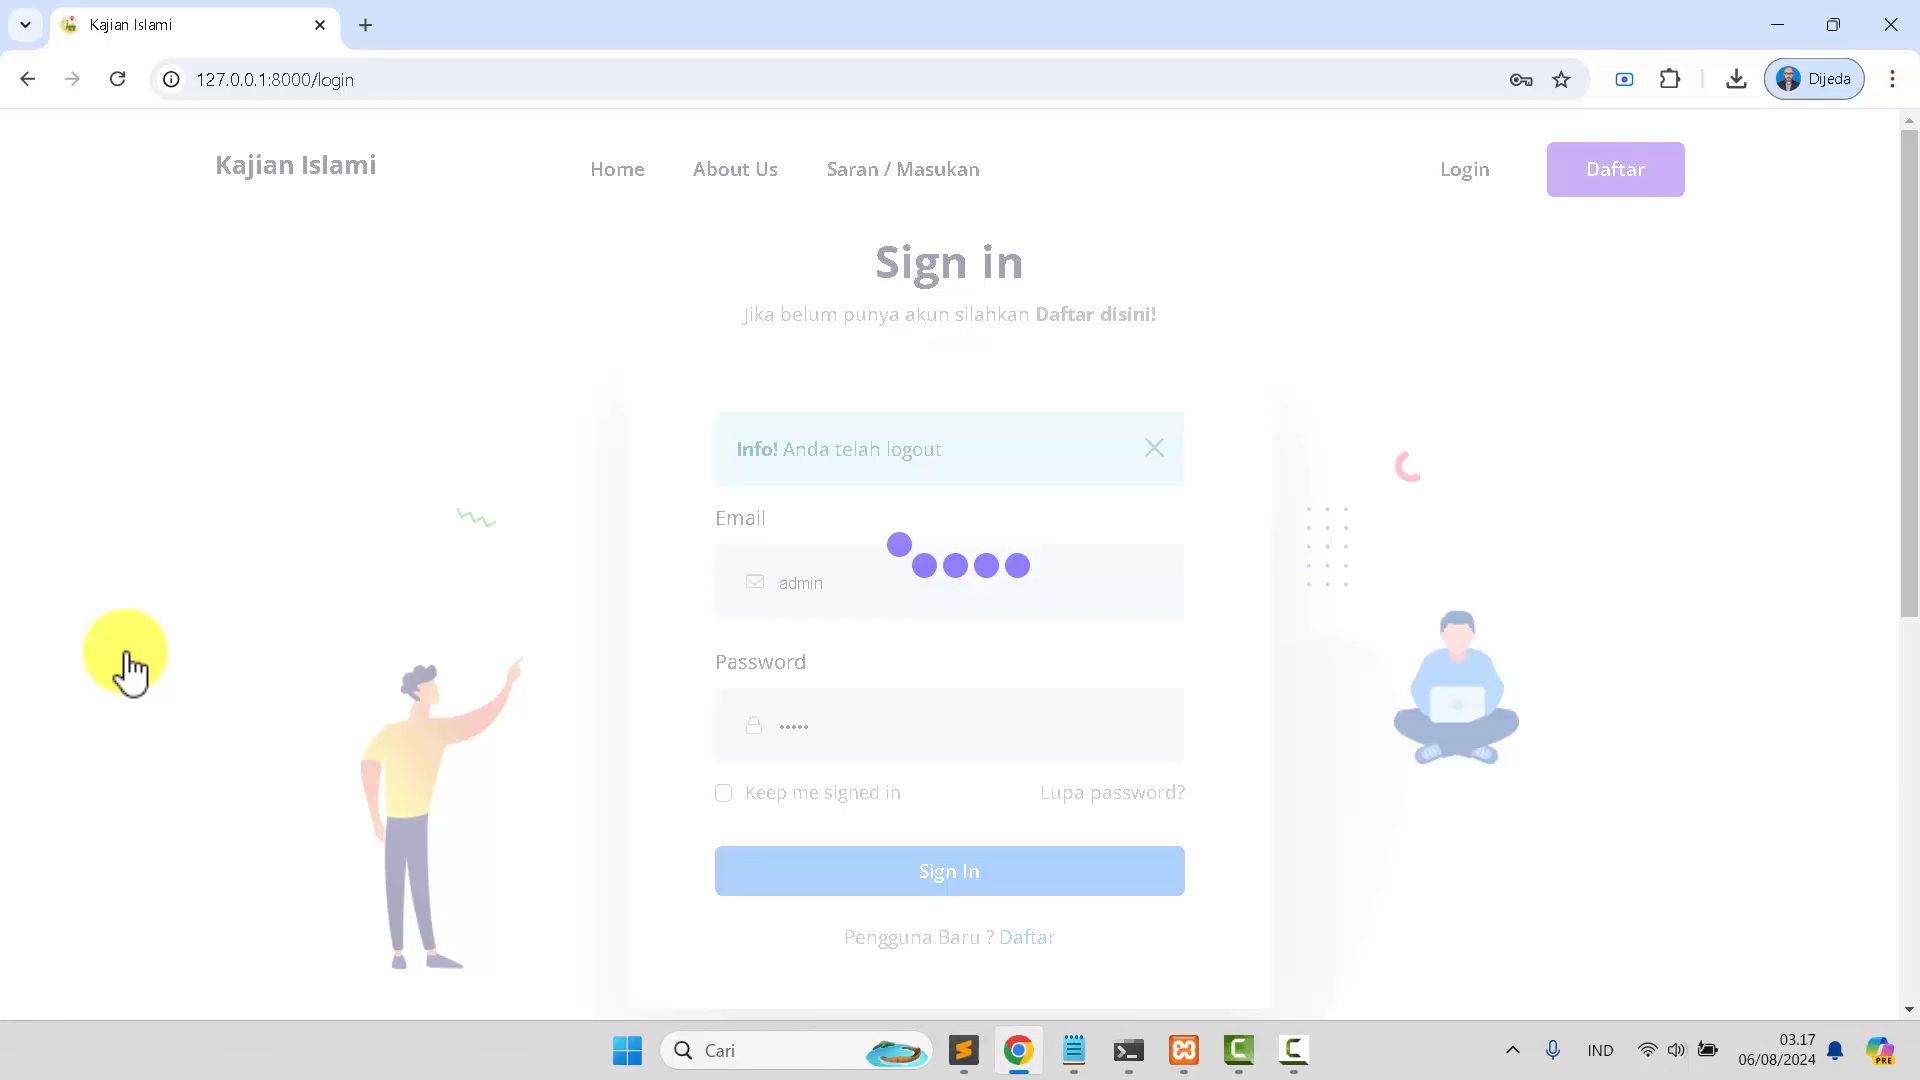 Kajian Islami
127.0.0.1:8000/login
Dijeda
Kajian Islami
Home
About Us
Saran / Masukan
Login
Daftar
Sign in
Jika belum punya akun silahkan Daftar disini!
Info! Anda telah logout
Email
admin
Password
•••••
Keep me signed in
Lupa password?
Sign In
Pengguna Baru ? Daftar
Cari
IND
03.17
06/08/2024
PRE